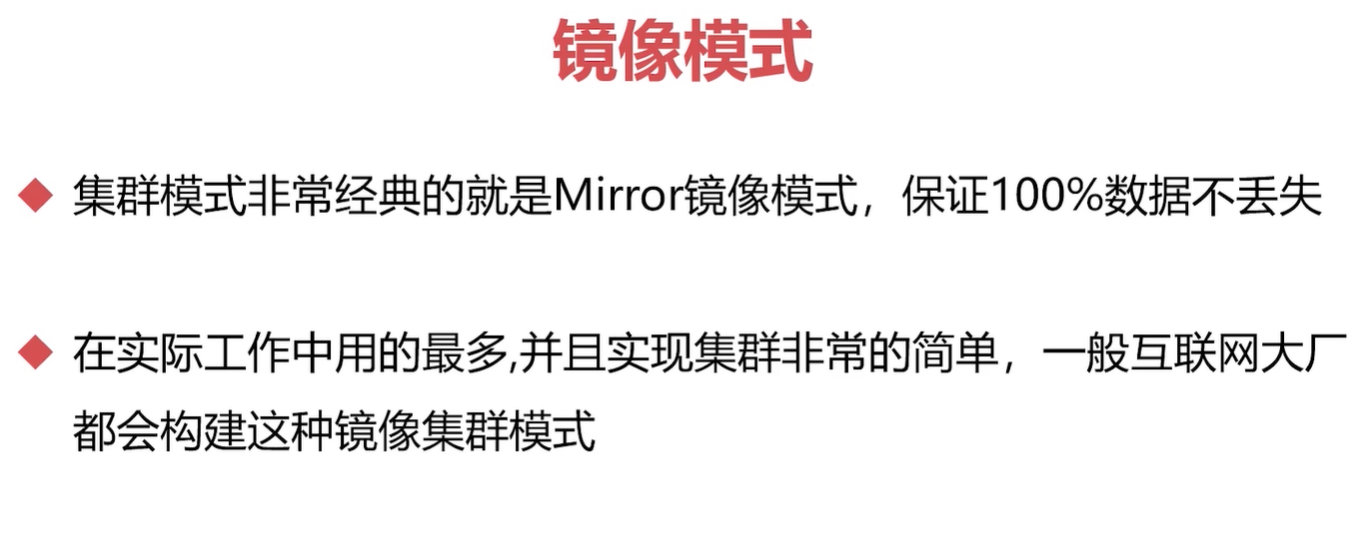 镜像模式
集群模式非常经典的就是Mirror镜像模式，保证100%数据不丢失
在实际工作中用的最多,并且实现集群非常的简单，一般互联网大厂
都会构建这种镜像集群模式